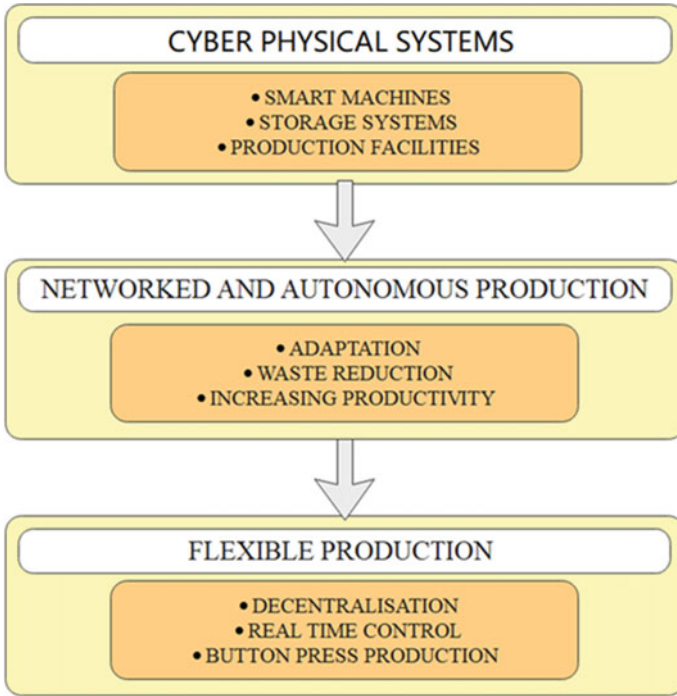 CYBER PHYSICAL SYSTEMS
• SMART MACHINES
• STORAGE SYSTEMS
• PRODUCTION FACILITIES
NETWORKED AND AUTONOMOUS PRODUCTION
• ADAPTATION
• WASTE REDUCTION
• INCREASING PRODUCTIVITY
FLEXIBLE PRODUCTION
• DECENTRALISATION
• REAL TIME CONTROL
• BUTTON PRESS PRODUCTION